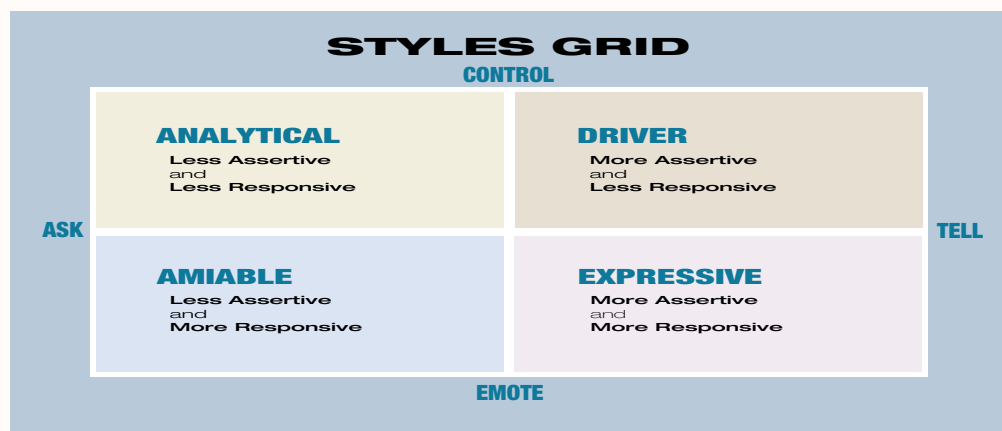 STYLES GRID
CONTROL
ANALYTICAL
Less Assertive
and
Less Responsive
DRIVER
More Assertive
and
Less Responsive
ASK
TELL
AMIABLE
Less Assertive
and
More Responsive
EXPRESSIVE
More Assertive
and
More Responsive
EMOTE